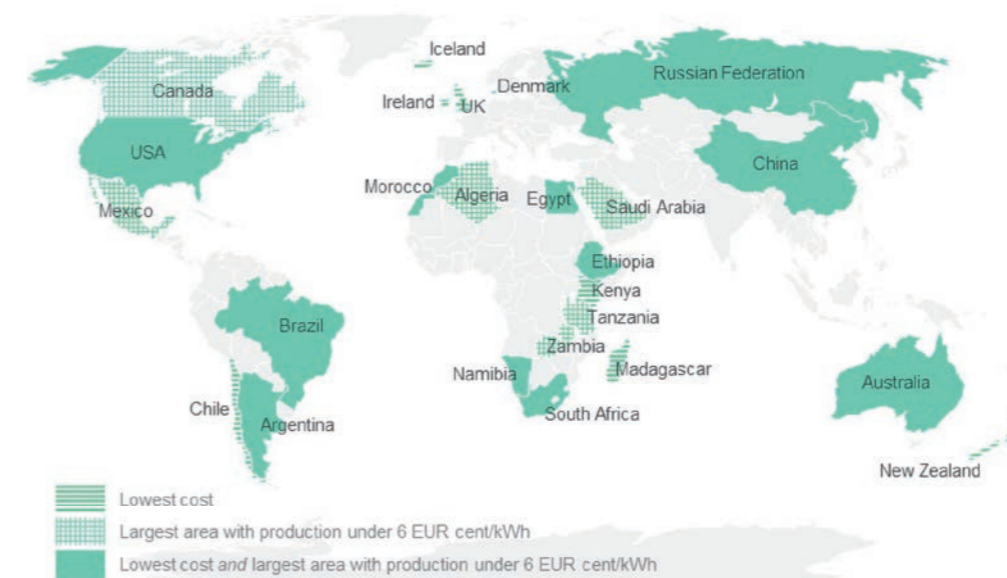 Iceland
Canada
Ireland
UK
Denmark
Russian Federation
USA
China
Mexico
Morocco
Algeria
Egypt
Saudi Arabia
Ethiopia
Kenya
Tanzania
Brazil
Zambia
Namibia
Madagascar
Chile
Argentina
South Africa
Australia
New Zealand
Lowest cost
Largest area with production under 6 EUR cent/kWh
Lowest cost and largest area with production under 6 EUR cent/kWh